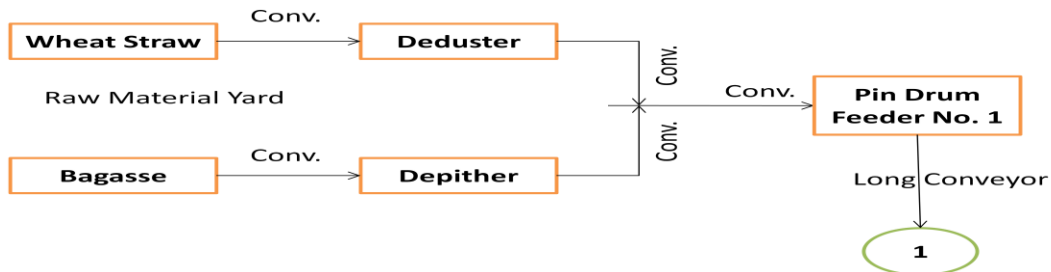 Conv.
Wheat Straw
Deduster
Conv.
Raw Material Yard
Conv.
Pin Drum
Feeder No. 1
Conv.
Conv.
Bagasse
Depither
Long Conveyor
1